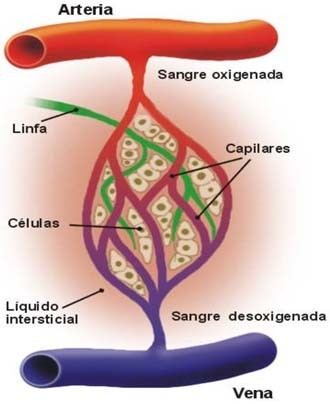 Arteria
Sangre oxigenada
Linfa
Capilares
Células
Líquido
intersticial
Sangre desoxigenada
Vena